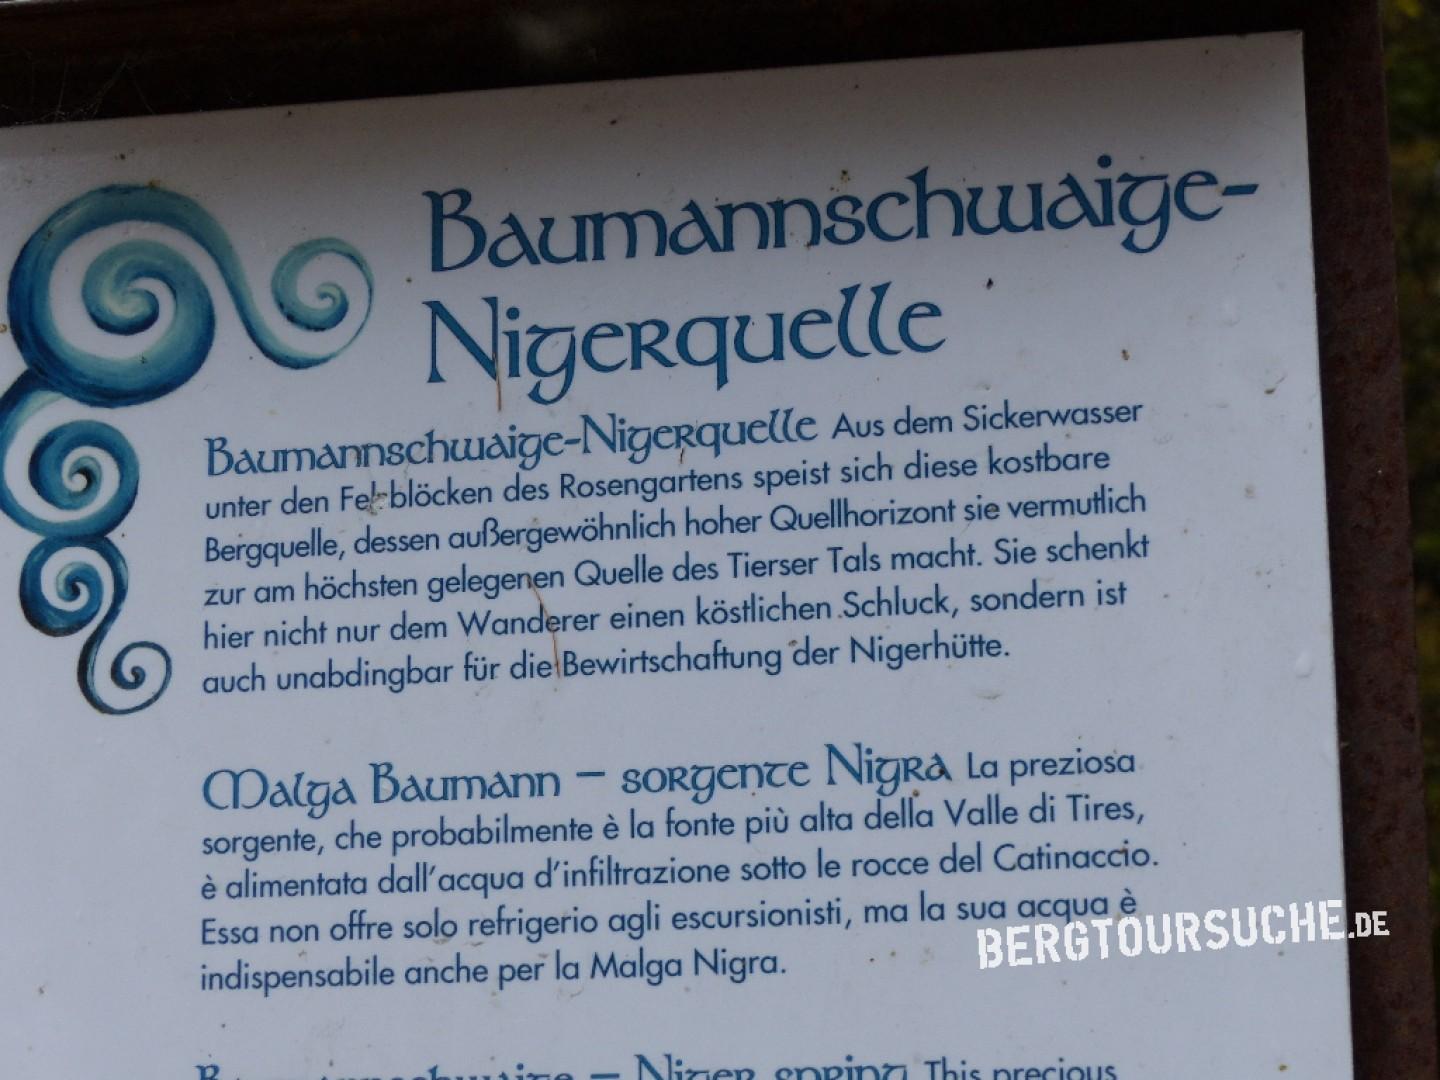 Baumannschwaige-
Nigerquelle
Baumannschwaige-Nigerquelle Aus dem Sickerwasser
unter den Felsblöcken des Rosengartens speist sich diese kostbare
Bergquelle, dessen außergewöhnlich hoher Quellhorizont sie vermutlich
zur am höchsten gelegenen Quelle des Tierser Tals macht. Sie schenkt
hier nicht nur dem Wanderer einen köstlichen Schluck, sondern ist
auch unabdingbar für die Bewirtschaftung der Nigerhütte.
Malga Baumann – sorgente Nigra La preziosa
sorgente, che probabilmente è la fonte più alta della Valle di Tires,
è alimentata dall'acqua d'infiltrazione sotto le rocce del Catinaccio.
Essa non offre solo refrigerio agli escursionisti, ma la sua acqua è
indispensabile anche per la Malga Nigra.
BERGTOURSUCHE.DE
Baumannschwaige – Niger spring This precious